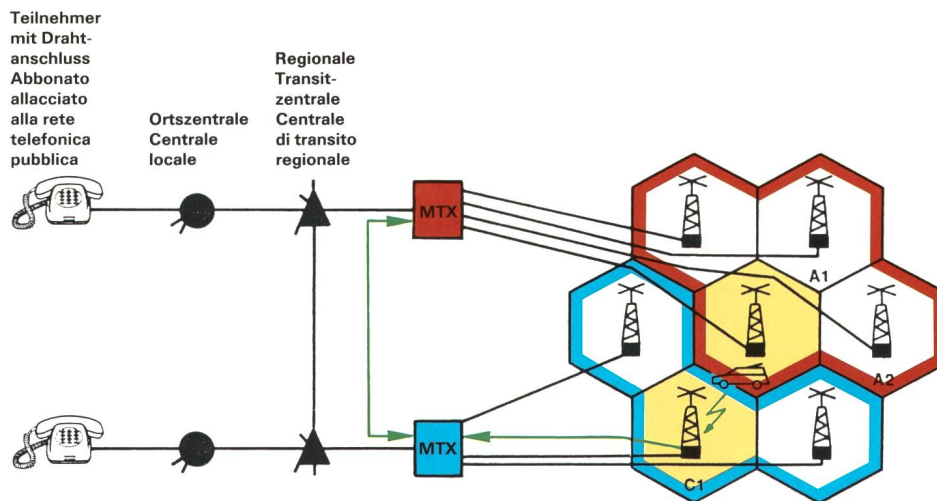 Teilnehmer
mit Draht-
anschluss
Abbonato
allacciato
alla rete
telefonica
pubblica
Ortszentrale
Centrale
locale
Regionale
Transit-
zentrale
Centrale
di transito
regionale
MTX
A1
A2
MTX
C1